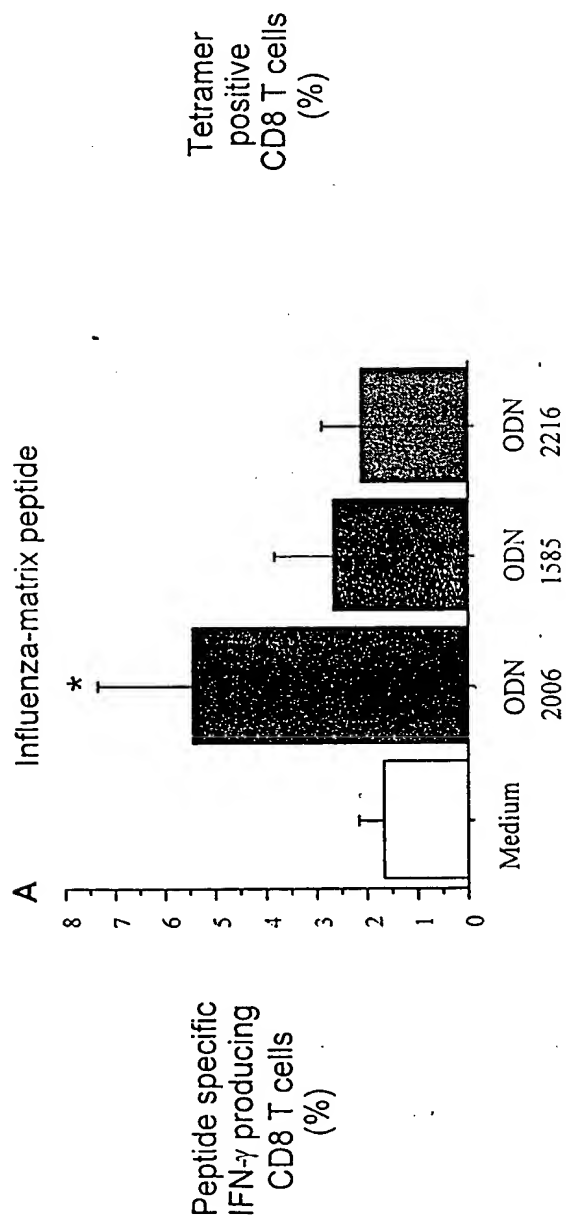 A
Influenza-matrix peptide
Peptide specific
IFN-γ producing
CD8 T cells
(%)
8
7
6
5
4
3
2
1
0
*
Medium
ODN
2006
ODN
1585
ODN
2216
Tetramer
positive
CD8 T cells
(%)